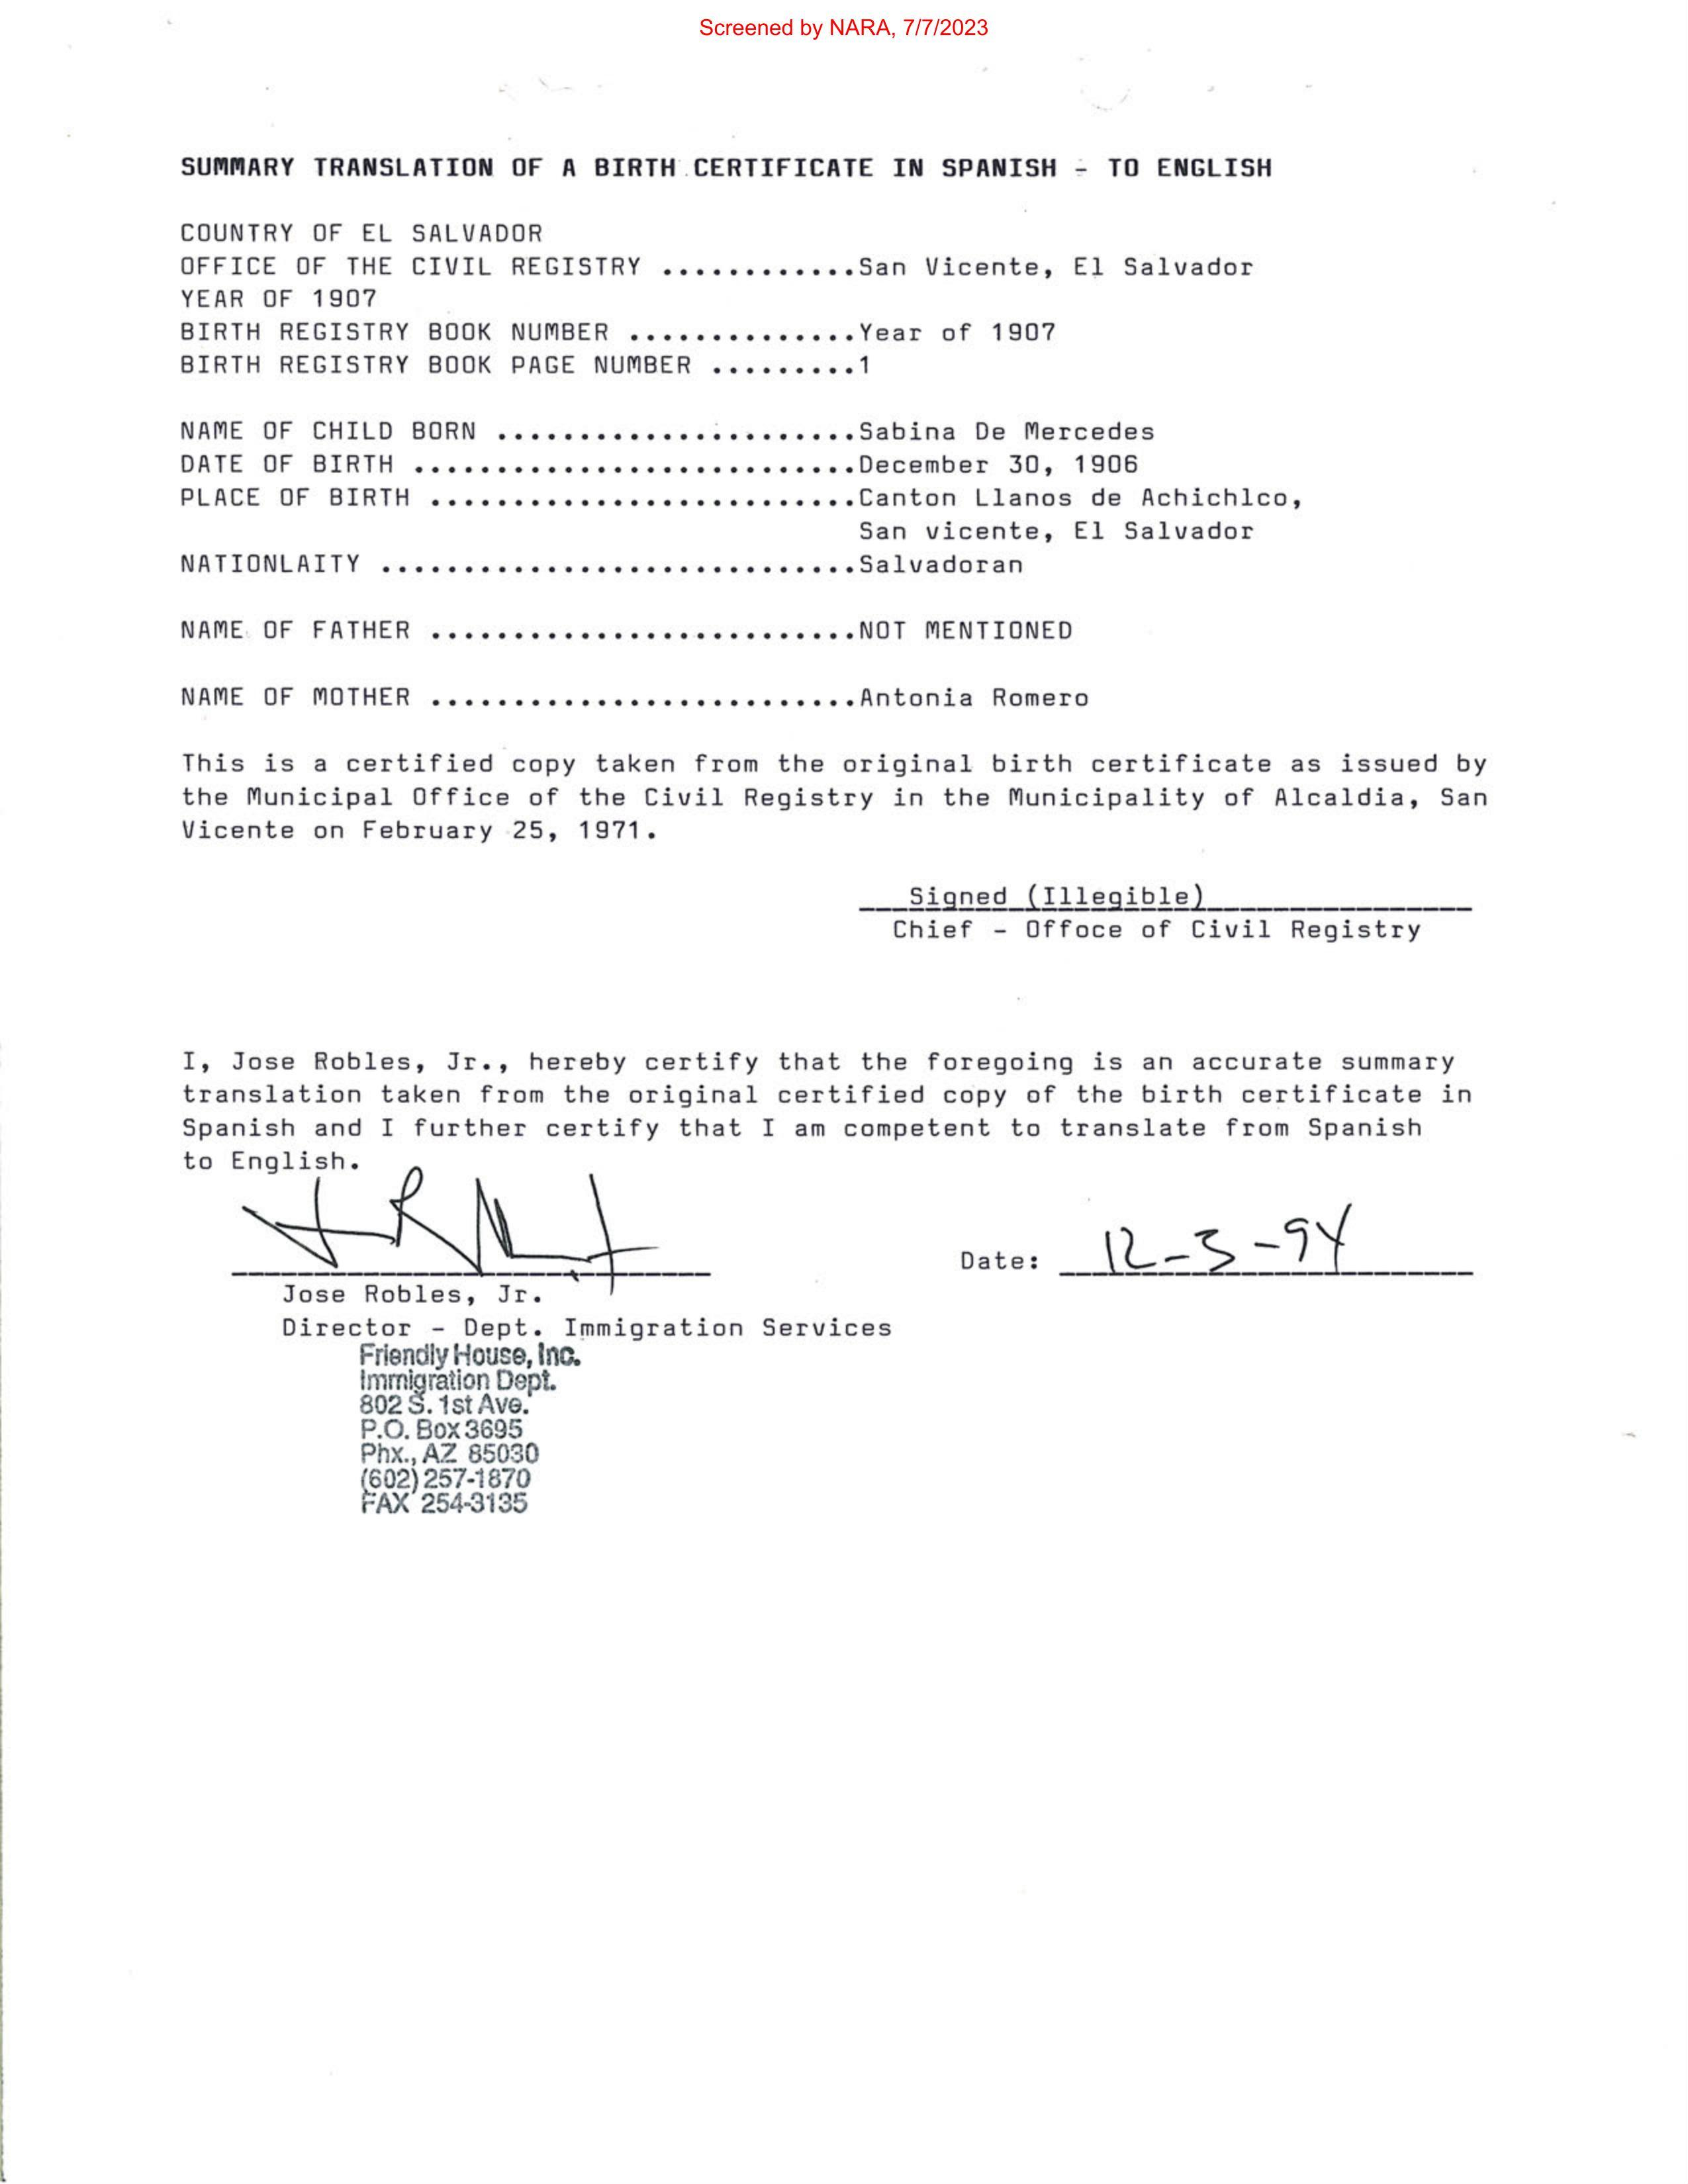 Screened by NARA, 7/7/2023
SUMMARY TRANSLATION OF A BIRTH CERTIFICATE IN SPANISH - TO ENGLISH
COUNTRY OF EL SALVADOR
OFFICE OF THE CIVIL REGISTRY ............San Vicente, El Salvador
YEAR OF 1907
BIRTH REGISTRY BOOK NUMBER ..............Year of 1907
BIRTH REGISTRY BOOK PAGE NUMBER .........1
NAME OF CHILD BORN ......................Sabina De Mercedes
DATE OF BIRTH ...........................December 30, 1906
PLACE OF BIRTH ..........................Canton Llanos de Achichlco,
San vicente, El Salvador
NATIONLAITY .............................Salvadoran
NAME OF FATHER ..........................NOT MENTIONED
NAME OF MOTHER ..........................Antonia Romero
This is a certified copy taken from the original birth certificate as issued by
the Municipal Office of the Civil Registry in the Municipality of Alcaldia, San
Vicente on February 25, 1971.
Signed (Illegible)
Chief - Offoce of Civil Registry
I, Jose Robles, Jr., hereby certify that the foregoing is an accurate summary
translation taken from the original certified copy of the birth certificate in
Spanish and I further certify that I am competent to translate from Spanish
to English.
Date: 12-3-94
Jose Robles, Jr.
Director - Dept. Immigration Services
Friendly House, Inc.
Immigration Dept.
802 S. 1st Ave.
P.O. Box 3695
Phx., AZ 85030
(602) 257-1870
FAX 254-3135